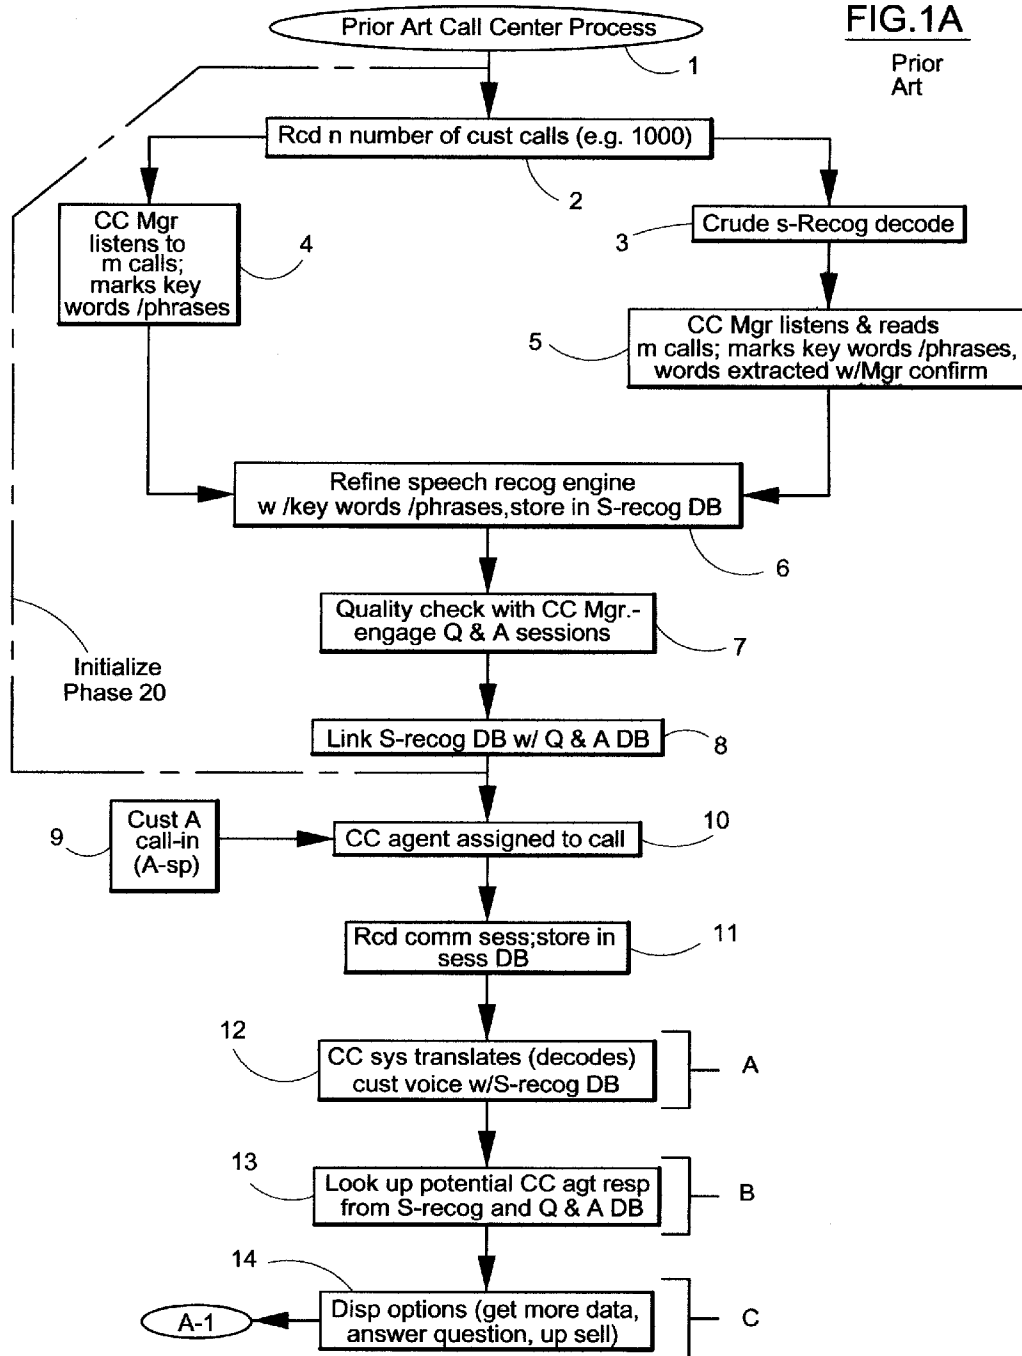 Prior Art Call Center Process
FIG.1A
Prior
Art
1
Rcd n number of cust calls (e.g. 1000)
2
CC Mgr
listens to
m calls;
marks key
words /phrases
4
3
Crude s-Recog decode
5
CC Mgr listens & reads
m calls; marks key words /phrases,
words extracted w/Mgr confirm
Refine speech recog engine
w /key words /phrases,store in S-recog DB
6
Quality check with CC Mgr.-
engage Q & A sessions
7
Initialize
Phase 20
Link S-recog DB w/ Q & A DB
8
9
Cust A
call-in
(A-sp)
CC agent assigned to call
10
Rcd comm sess;store in
sess DB
11
12
CC sys translates (decodes)
cust voice w/S-recog DB
A
13
Look up potential CC agt resp
from S-recog and Q & A DB
B
14
Disp options (get more data,
answer question, up sell)
C
A-1